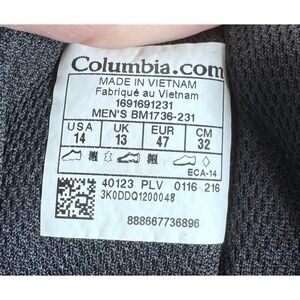 Columbia.com
MADE IN VIETNAM
Fabriqué au Vietnam
1691691231
MEN'S BM1736-231
USA UK EUR CM
14 13 47 32
ECA-14
40123 PLV 0116 216
3K0DDQ1200048
888667736896